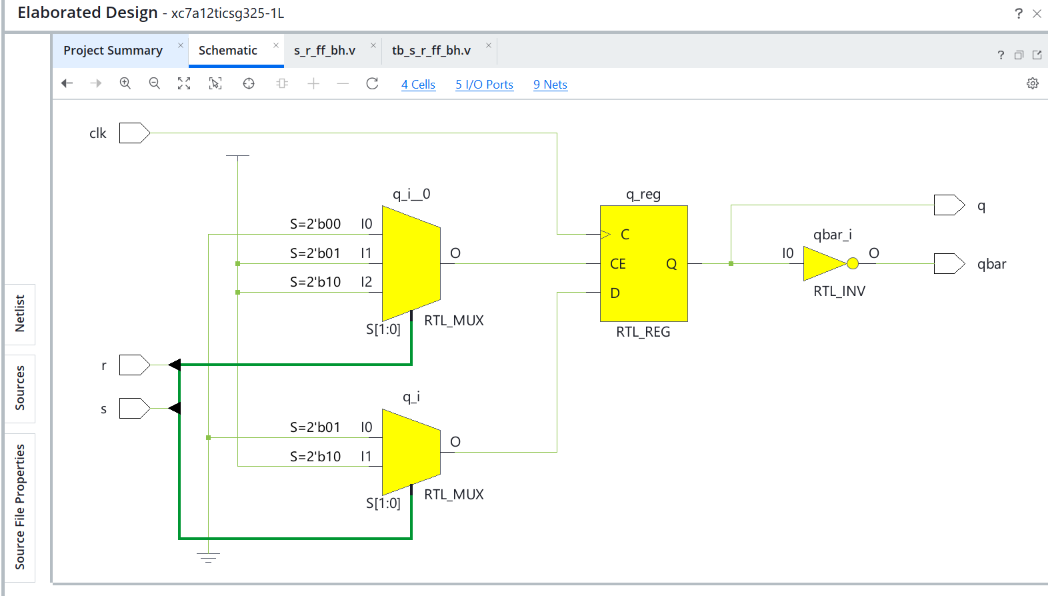 Elaborated Design - xc7a12ticsg325-1L ? ×
Project Summary × Schematic × s_r_ff_bh.v × tb_s_r_ff_bh.v × ?
4 Cells 5 I/O Ports 9 Nets
Netlist
Sources
Source File Properties
clk
q_i__0
S=2'b00 I0
S=2'b01 I1
S=2'b10 I2
O
S[1:0]
RTL_MUX
r
s
q_i
S=2'b01 I0
S=2'b10 I1
O
S[1:0]
RTL_MUX
q_reg
C
CE Q
D
RTL_REG
qbar_i
I0 O
RTL_INV
q
qbar